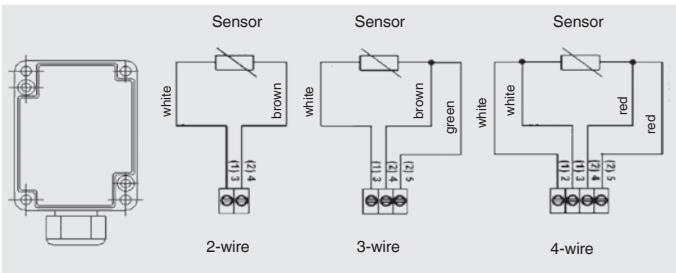 Sensor
white
brown
(1) 3
(2) 4
2-wire
Sensor
white
brown
green
(1) 3
(2) 4
(2) 5
3-wire
Sensor
white
white
red
red
(1) 2
(1) 3
(2) 4
(2) 5
4-wire